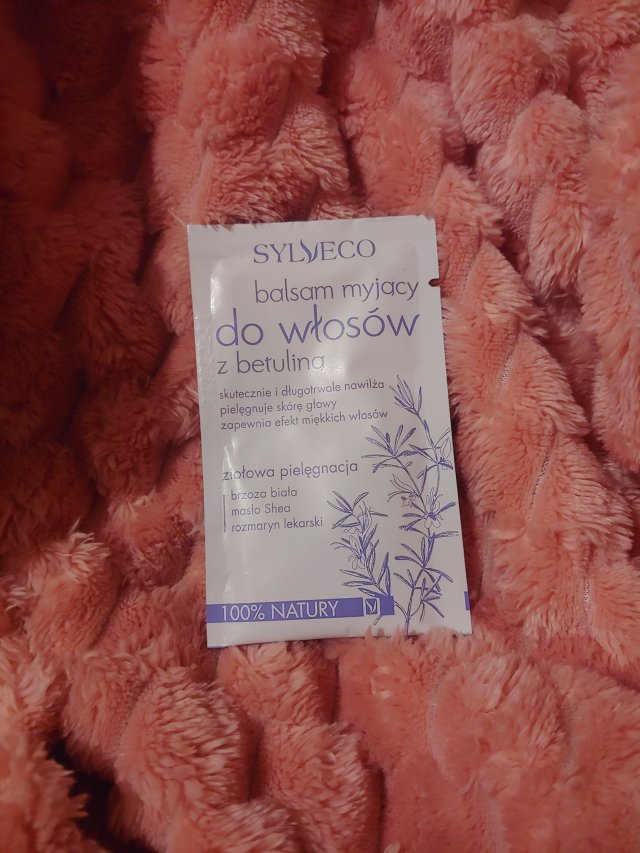 SYLVECO
balsam myjący
do włosów
z betuliną
skutecznie i długotrwale nawilża
pielęgnuje skórę głowy
zapewnia efekt miękkich włosów
ziołowa pielęgnacja
brzoza biała
masło Shea
rozmaryn lekarski
100% NATURY